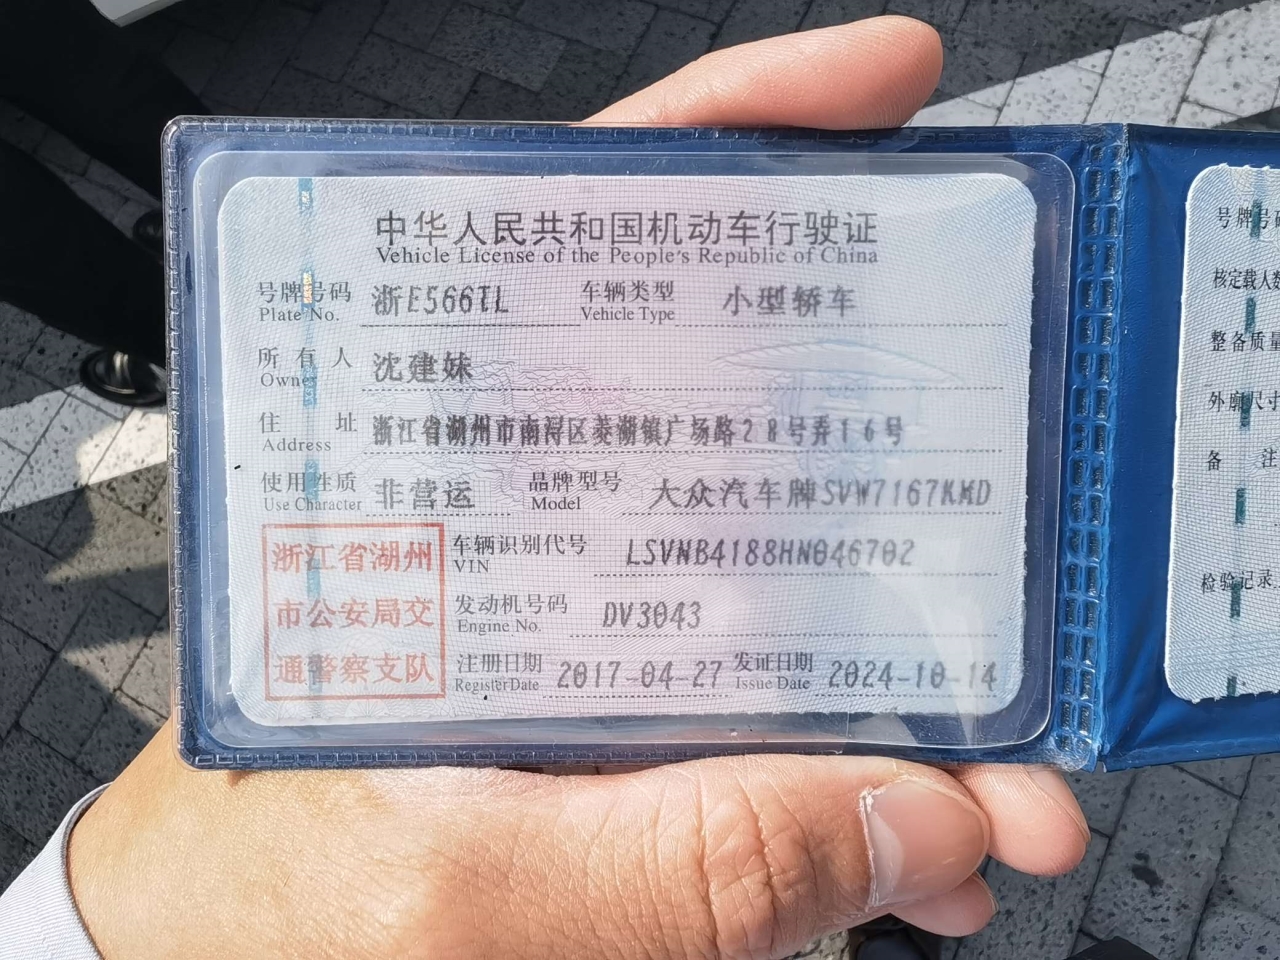 中华人民共和国机动车行驶证
Vehicle License of the People's Republic of China
号牌号码 浙E566TL 车辆类型 小型轿车
Plate No. Vehicle Type
所有人 沈建妹
Owner
住址 浙江省湖州市南浔区菱湖镇广场路28号弄16号
Address
使用性质 非营运 品牌型号 大众汽车牌SVW7167KMD
Use Character Model
浙江省湖州
市公安局交
通警察支队
车辆识别代号 LSVNB4188HN046702
VIN
发动机号码 DV3043
Engine No.
注册日期 2017-04-27 发证日期 2024-10-14
Register Date Issue Date
号牌号
核定载人数
整备质量
外廓尺寸
备注
检验记录